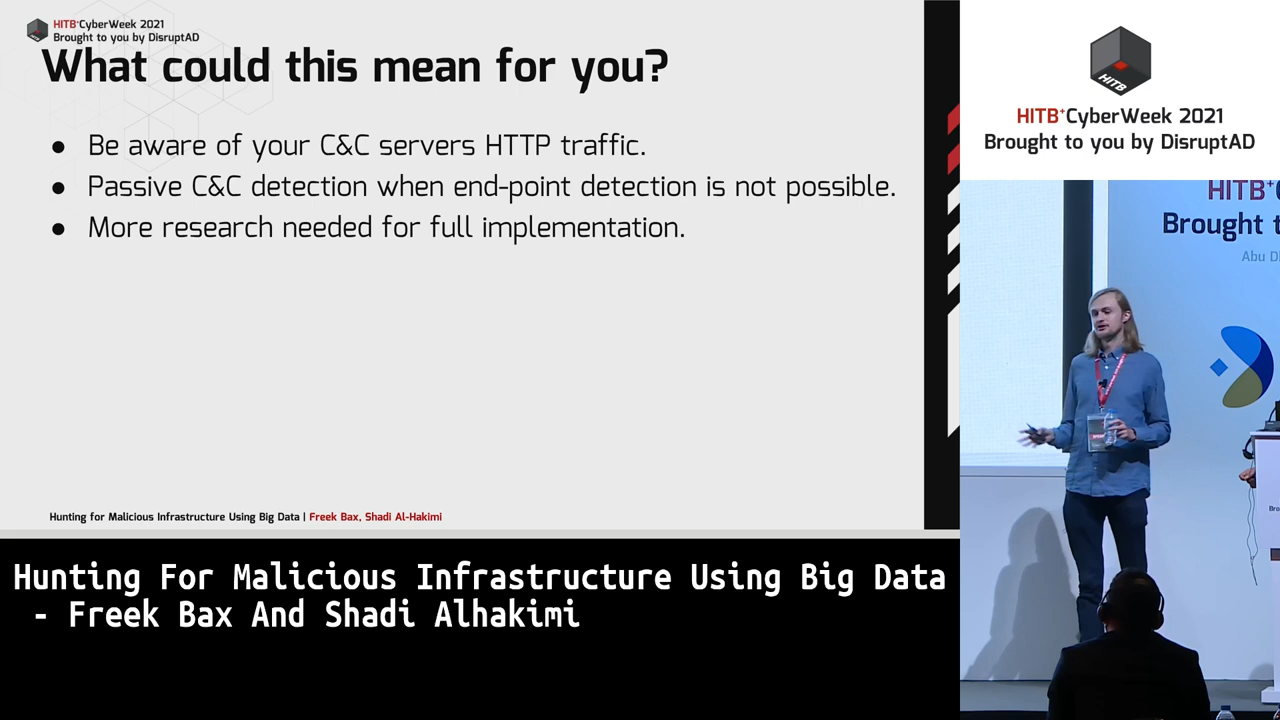 HITB+CyberWeek 2021
Brought to you by DisruptAD
What could this mean for you?
● Be aware of your C&C servers HTTP traffic.
● Passive C&C detection when end-point detection is not possible.
● More research needed for full implementation.
Hunting for Malicious Infrastructure Using Big Data | Freek Bax, Shadi Al-Hakimi
Hunting For Malicious Infrastructure Using Big Data
- Freek Bax And Shadi Alhakimi
HITB
HITB+CyberWeek 2021
Brought to you by DisruptAD
HITB+
Brought t
Abu D